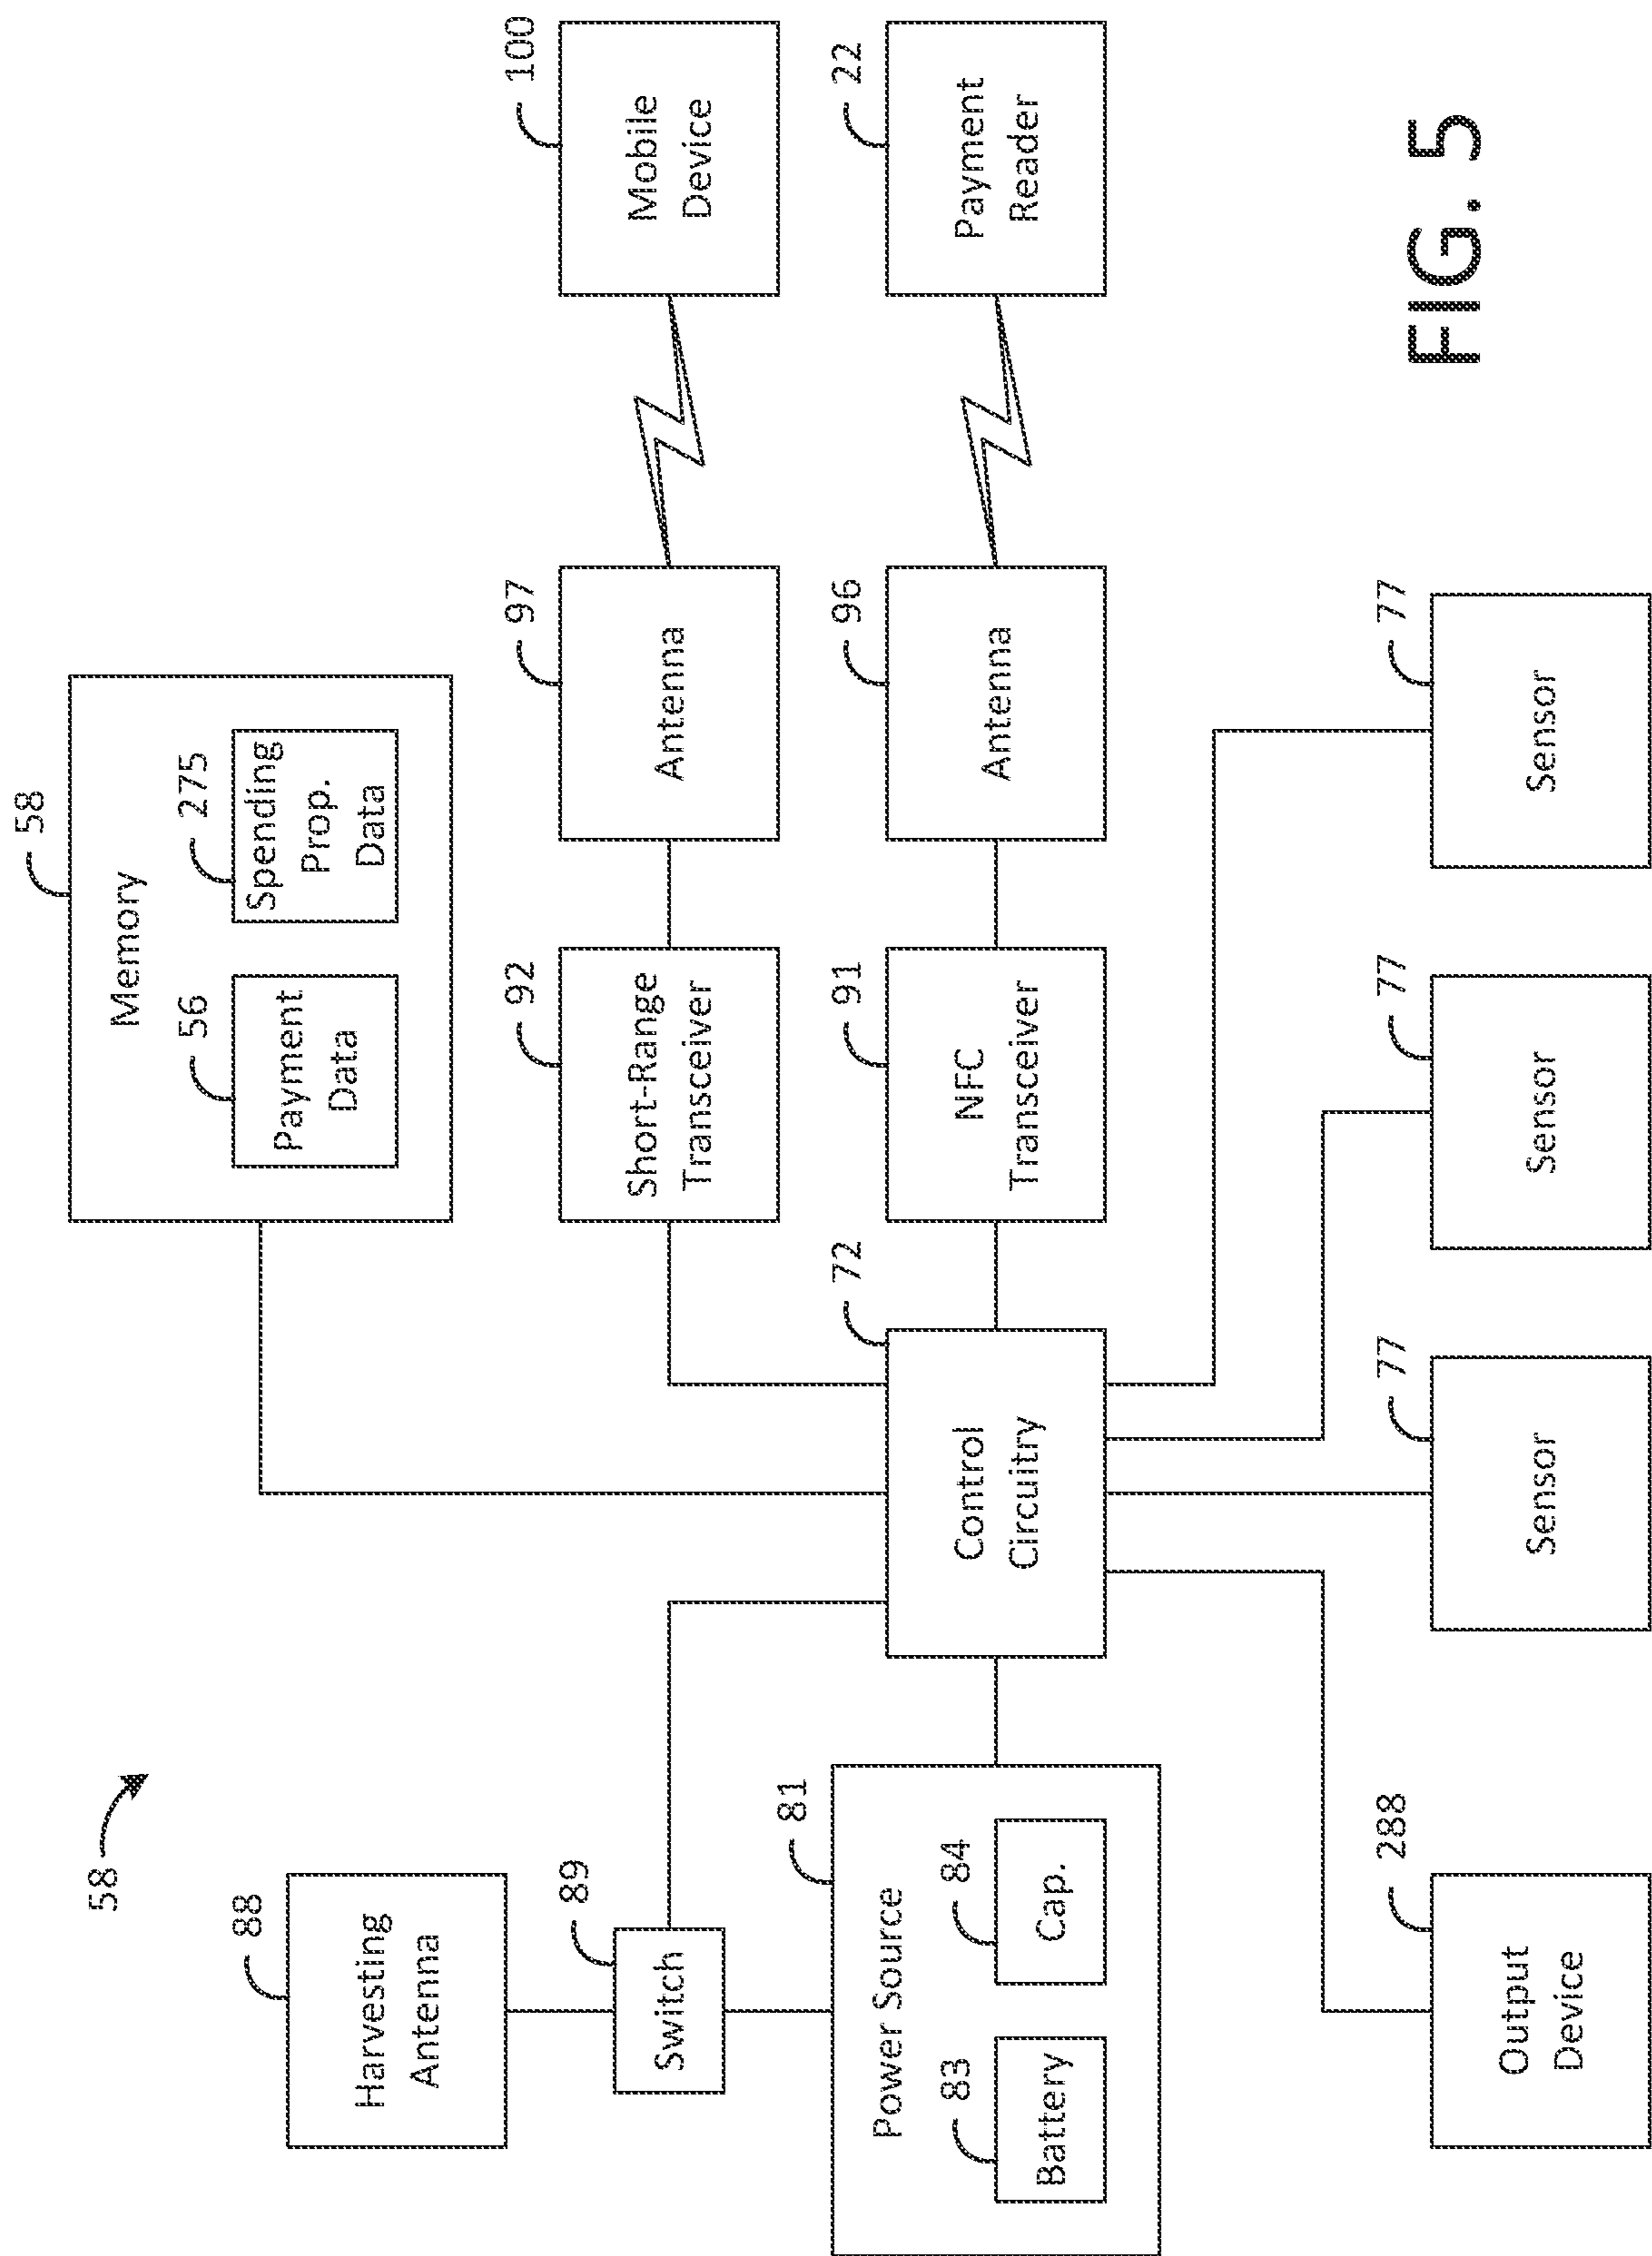 58
58
Memory
56
Payment
Data
275
Spending
Prop.
Data
88
Harvesting
Antenna
89
Switch
92
Short-Range
Transceiver
97
Antenna
100
Mobile
Device
81
Power Source
83
Battery
84
Cap.
72
Control
Circuitry
91
NFC
Transceiver
96
Antenna
22
Payment
Reader
288
Output
Device
77
Sensor
77
Sensor
77
Sensor
FIG. 5